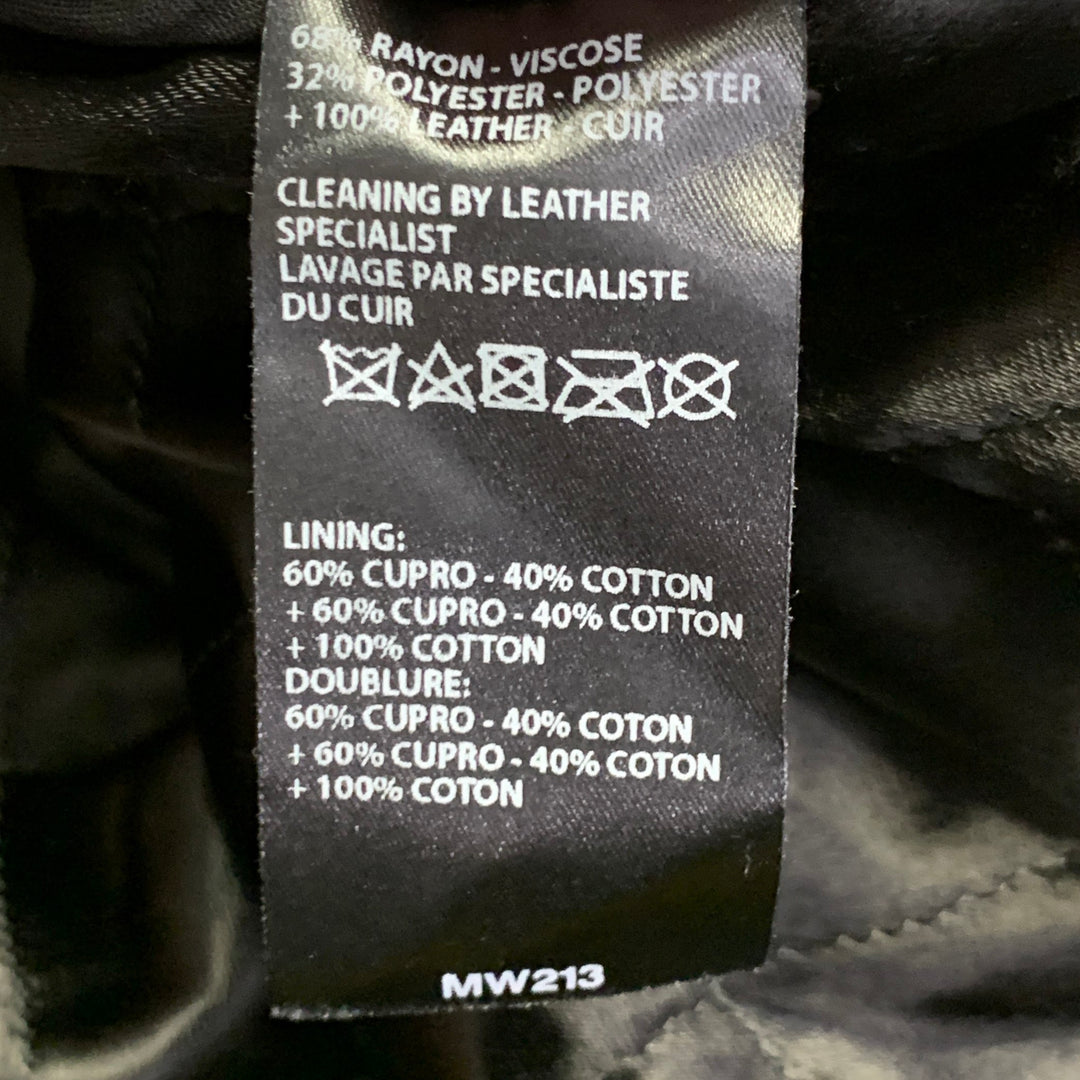 68% RAYON - VISCOSE
32% POLYESTER - POLYESTER
+ 100% LEATHER - CUIR
CLEANING BY LEATHER
SPECIALIST
LAVAGE PAR SPECIALISTE
DU CUIR
LINING:
60% CUPRO - 40% COTTON
+ 60% CUPRO - 40% COTTON
+ 100% COTTON
DOUBLURE:
60% CUPRO - 40% COTON
+ 60% CUPRO - 40% COTON
+ 100% COTON
MW213